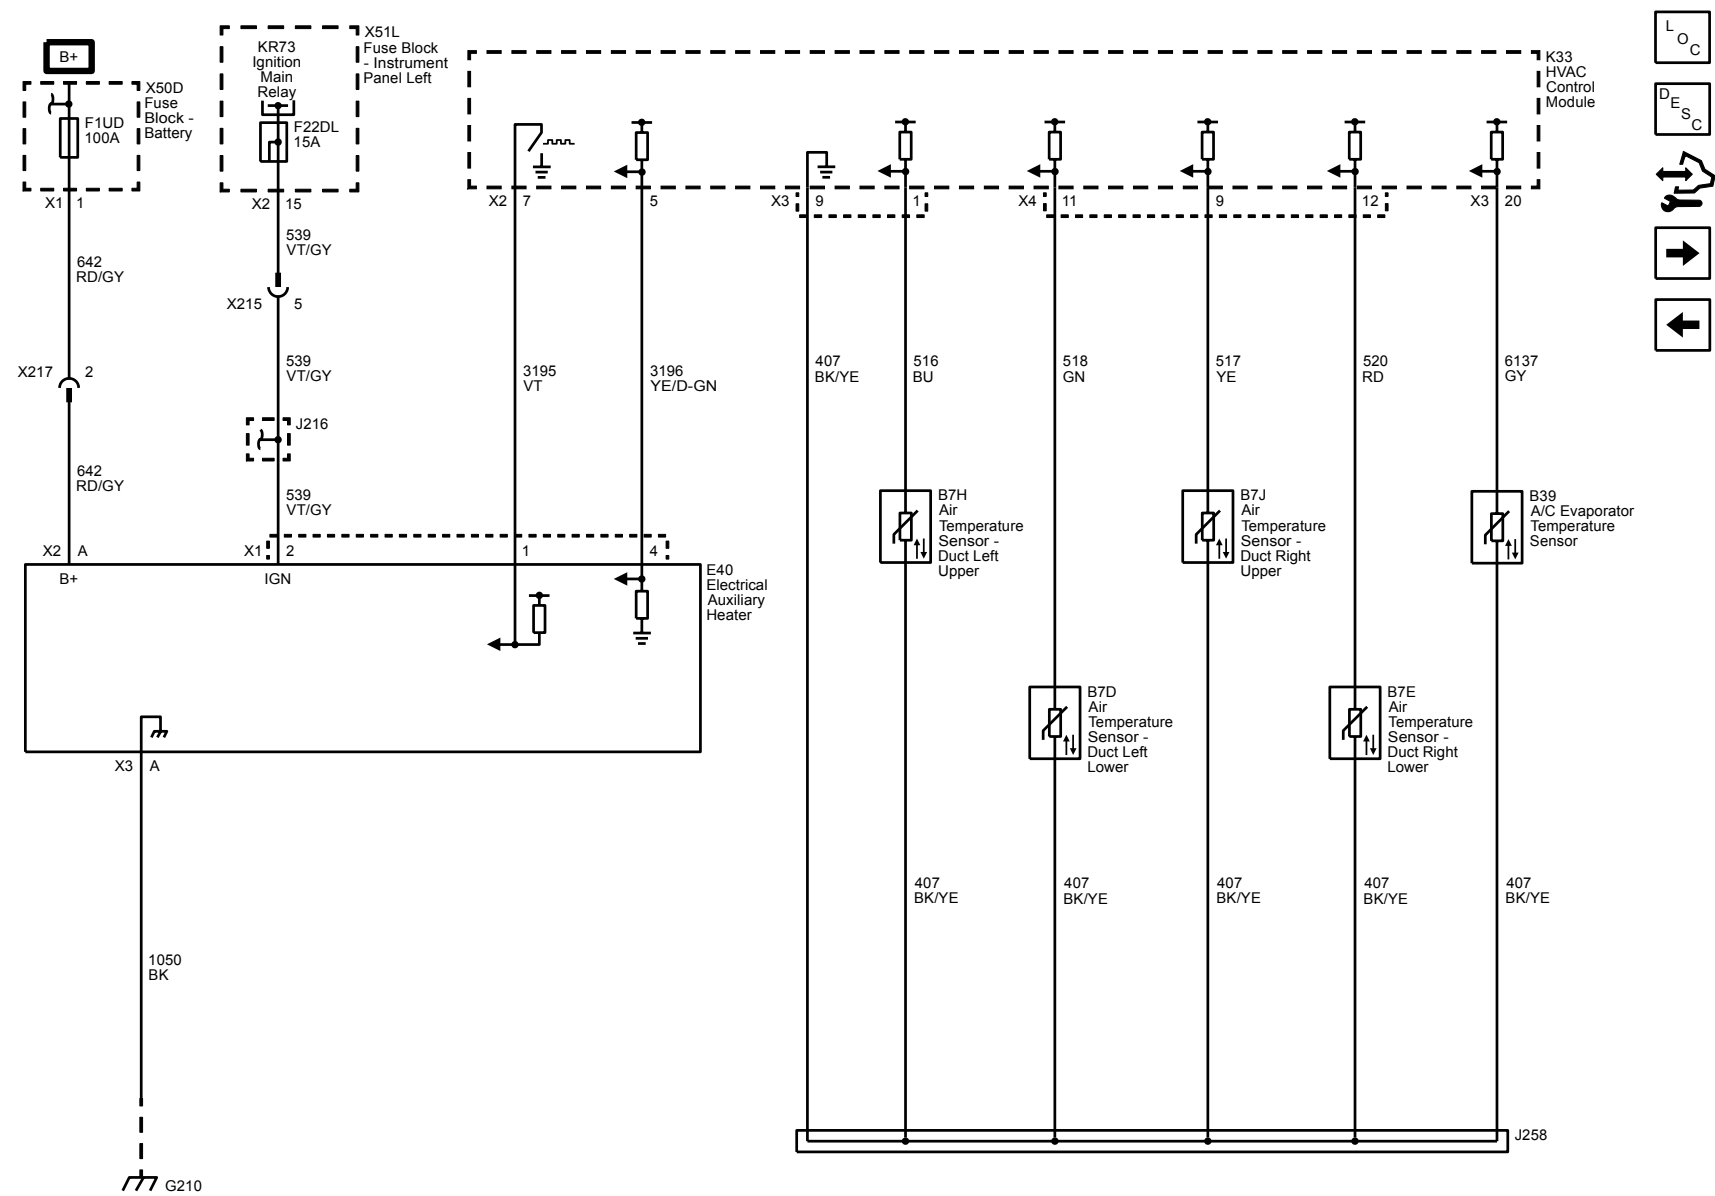 B+
X50D
Fuse
Block -
Battery
F1UD
100A
X1 1
642
RD/GY
X217 2
642
RD/GY
X2 A
B+
KR73
Ignition
Main
Relay
F22DL
15A
X51L
Fuse Block
- Instrument
Panel Left
X2 15
539
VT/GY
X215 5
539
VT/GY
J216
539
VT/GY
X1 2
IGN
K33
HVAC
Control
Module
X2 7
5
X3 9
1
X4 11
9
12
X3 20
3195
VT
3196
YE/D-GN
407
BK/YE
516
BU
518
GN
517
YE
520
RD
6137
GY
1
4
E40
Electrical
Auxiliary
Heater
B7H
Air
Temperature
Sensor -
Duct Left
Upper
B7J
Air
Temperature
Sensor -
Duct Right
Upper
B39
A/C Evaporator
Temperature
Sensor
B7D
Air
Temperature
Sensor -
Duct Left
Lower
B7E
Air
Temperature
Sensor -
Duct Right
Lower
X3 A
407
BK/YE
407
BK/YE
407
BK/YE
407
BK/YE
407
BK/YE
1050
BK
J258
G210
LOC
DESC